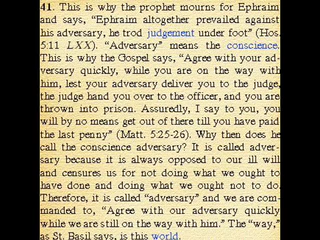 41. This is why the prophet mourns for Ephraim
and says, "Ephraim altogether prevailed against
his adversary, he trod judgement under foot" (Hos.
5:11 LXX). "Adversary" means the conscience.
This is why the Gospel says, "Agree with your ad-
versary quickly, while you are on the way with
him, lest your adversary deliver you to the judge,
the judge hand you over to the officer, and you are
thrown into prison. Assuredly, I say to you, you
will by no means get out of there till you have paid
the last penny" (Matt. 5:25-26). Why then does he
call the conscience adversary? It is called adver-
sary because it is always opposed to our ill will
and censures us for not doing what we ought to
have done and doing what we ought not to do.
Therefore, it is called "adversary" and we are com-
manded to, "Agree with our adversary quickly
while we are still on the way with him." The "way,"
as St. Basil says, is this world.